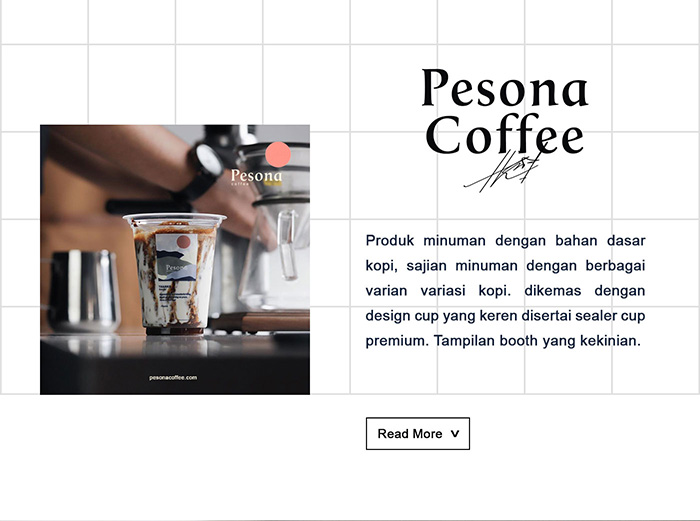 Pesona
Coffee
Pesona
coffee
Pesona
pesonacoffee.com
Produk minuman dengan bahan dasar
kopi, sajian minuman dengan berbagai
varian variasi kopi. dikemas dengan
design cup yang keren disertai sealer cup
premium. Tampilan booth yang kekinian.
Read More